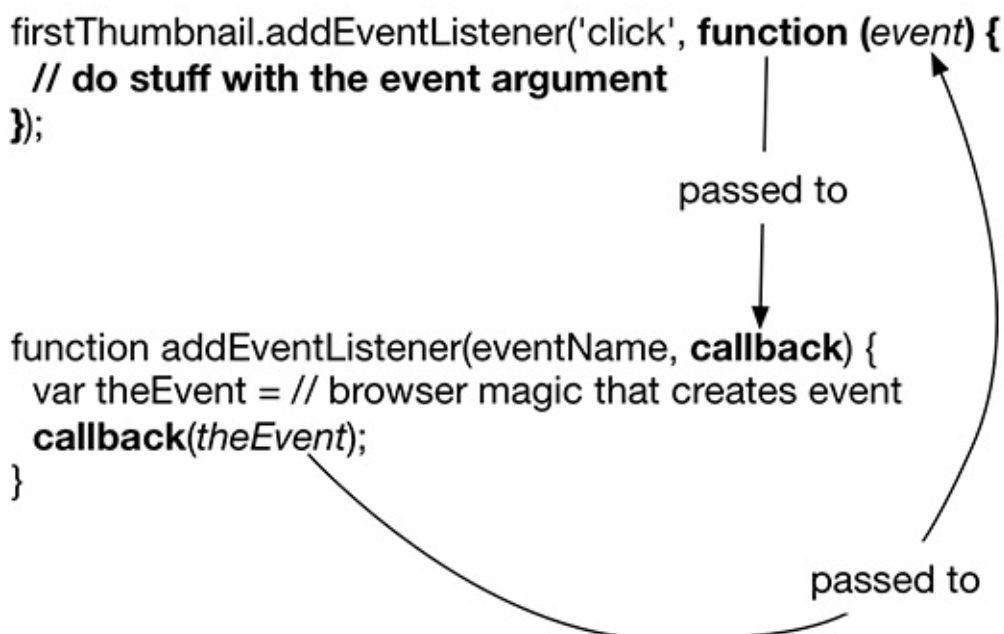 firstThumbnail.addEventListener('click', function (event) {
// do stuff with the event argument
});
passed to
function addEventListener(eventName, callback) {
var theEvent = // browser magic that creates event
callback(theEvent);
}
passed to